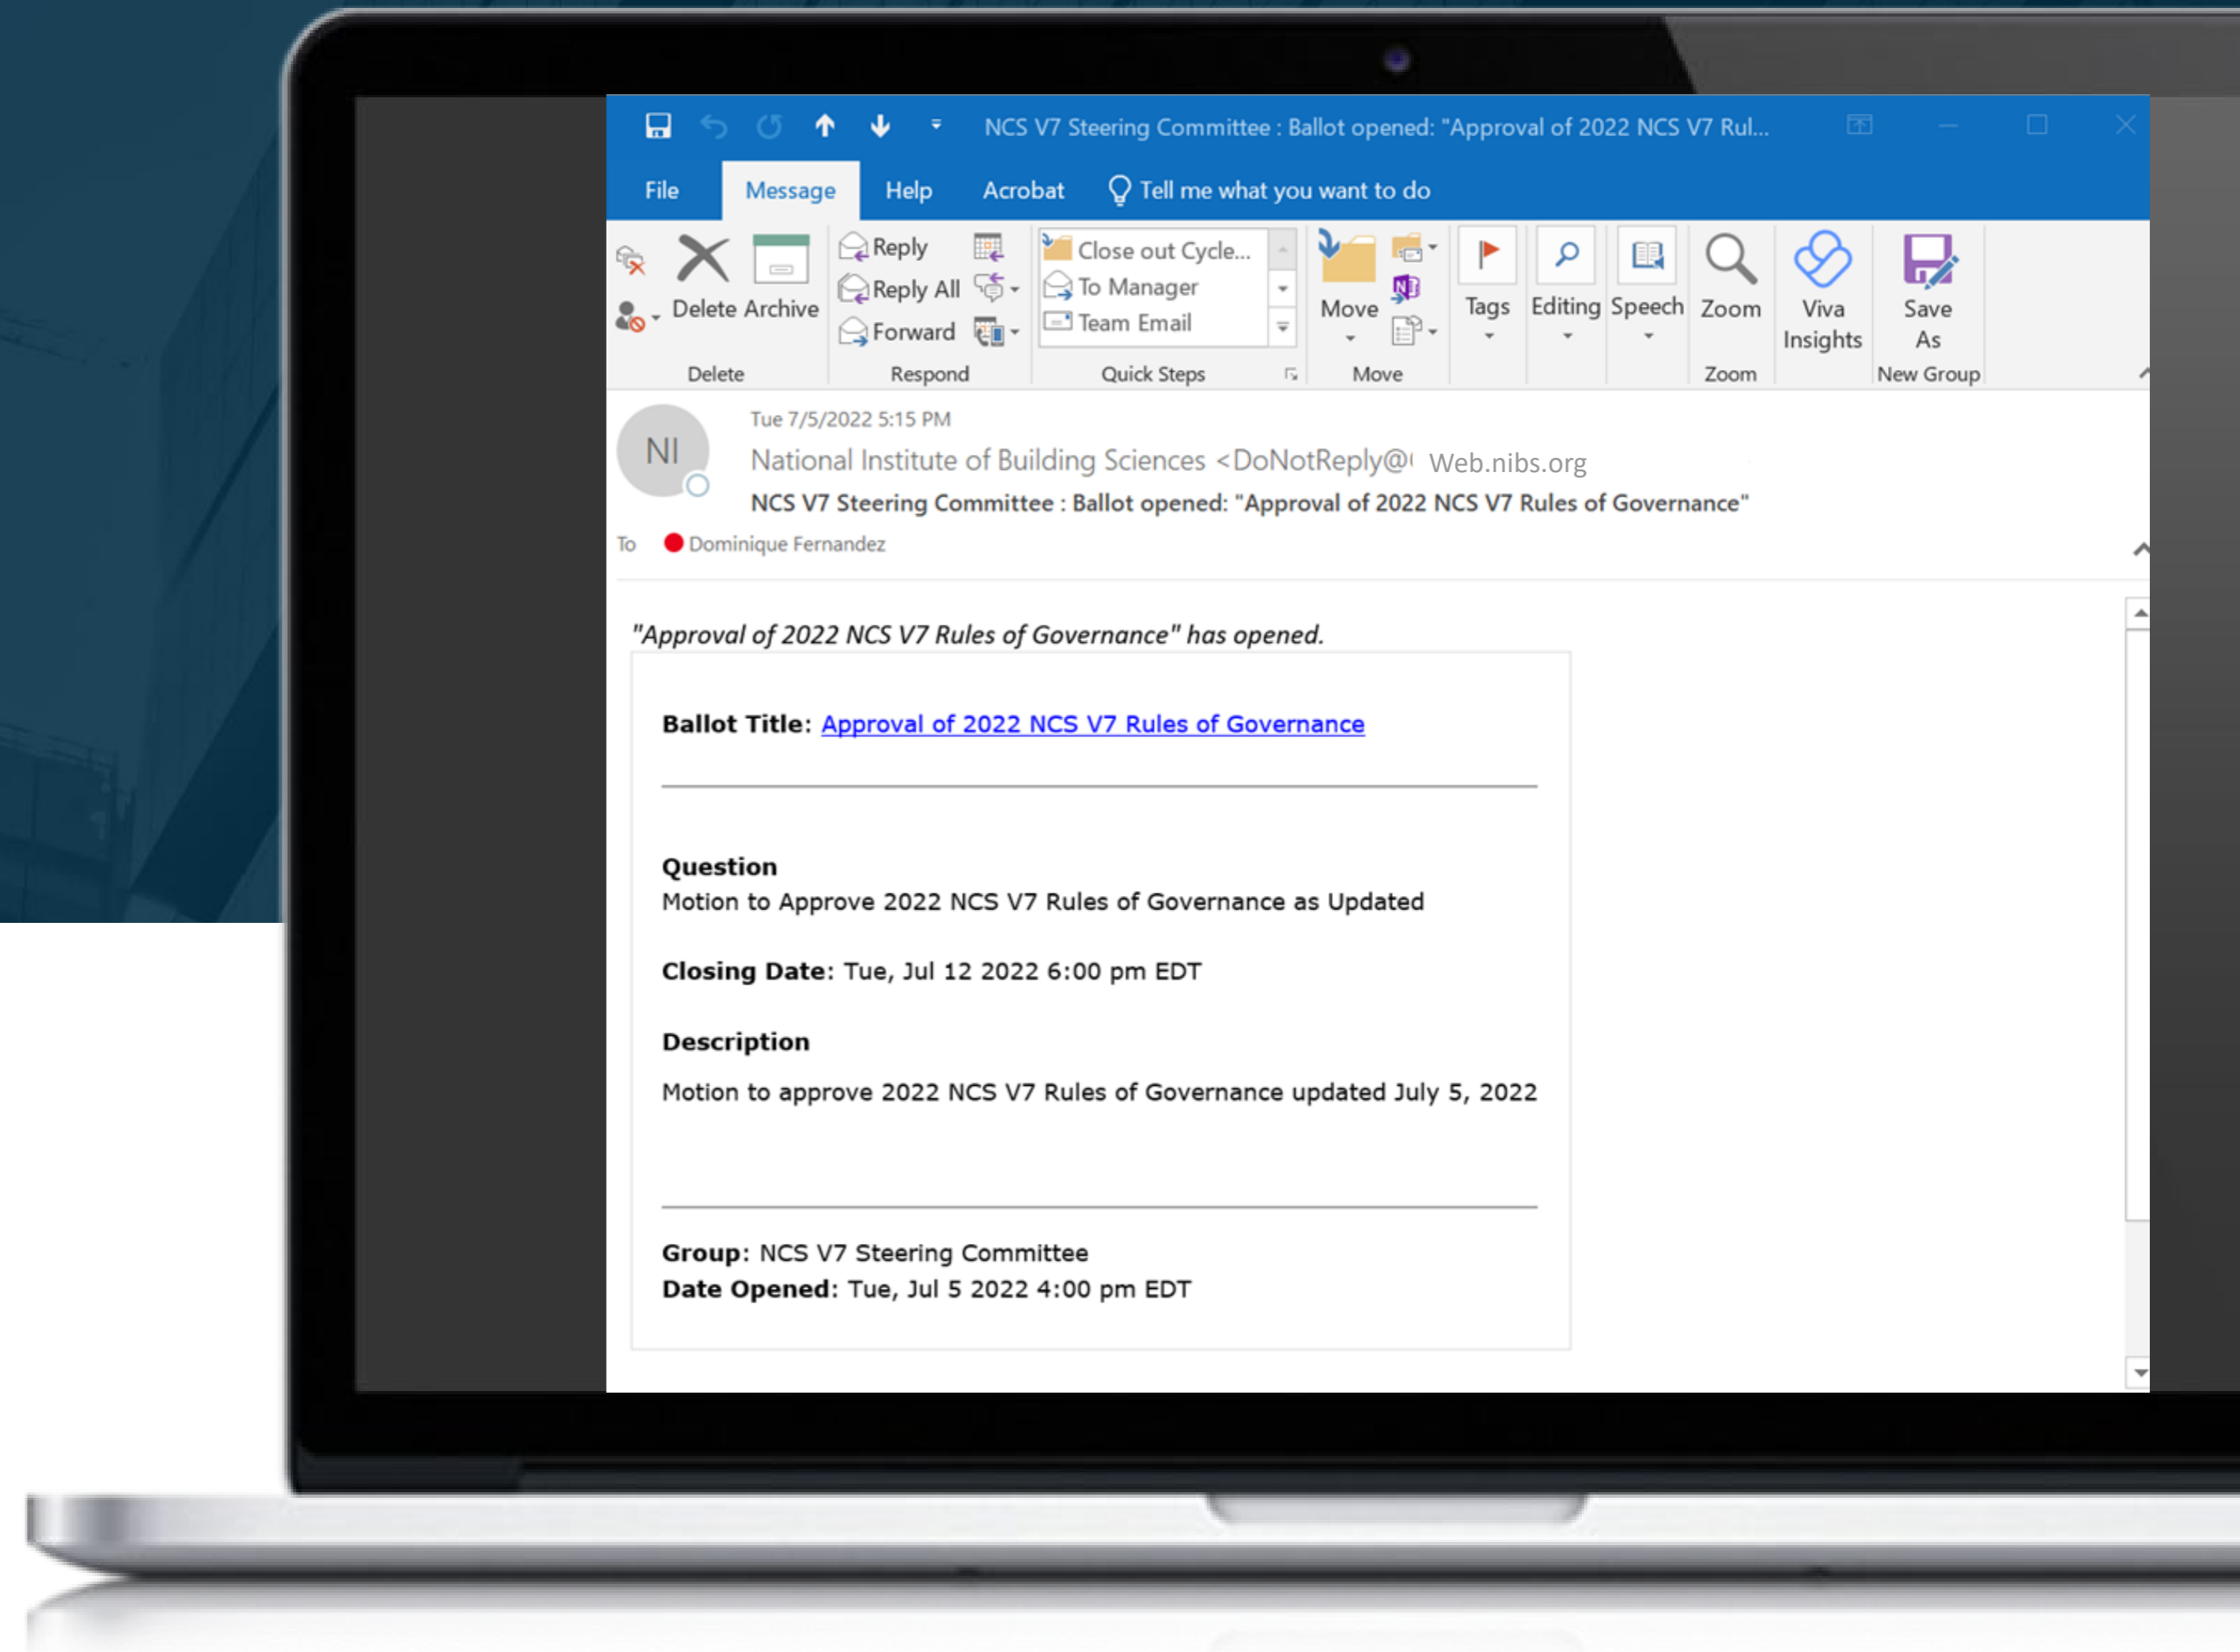 NCS V7 Steering Committee : Ballot opened: "Approval of 2022 NCS V7 Rul...
File Message Help Acrobat Tell me what you want to do
Delete Archive
Reply
Reply All
Forward
Close out Cycle...
To Manager
Team Email
Move
Tags
Editing
Speech
Zoom
Viva
Insights
Save
As
Delete Respond Quick Steps Move Zoom New Group
NI
Tue 7/5/2022 5:15 PM
National Institute of Building Sciences <DoNotReply@ Web.nibs.org
NCS V7 Steering Committee : Ballot opened: "Approval of 2022 NCS V7 Rules of Governance"
To Dominique Fernandez
"Approval of 2022 NCS V7 Rules of Governance" has opened.
Ballot Title: Approval of 2022 NCS V7 Rules of Governance
Question
Motion to Approve 2022 NCS V7 Rules of Governance as Updated
Closing Date: Tue, Jul 12 2022 6:00 pm EDT
Description
Motion to approve 2022 NCS V7 Rules of Governance updated July 5, 2022
Group: NCS V7 Steering Committee
Date Opened: Tue, Jul 5 2022 4:00 pm EDT